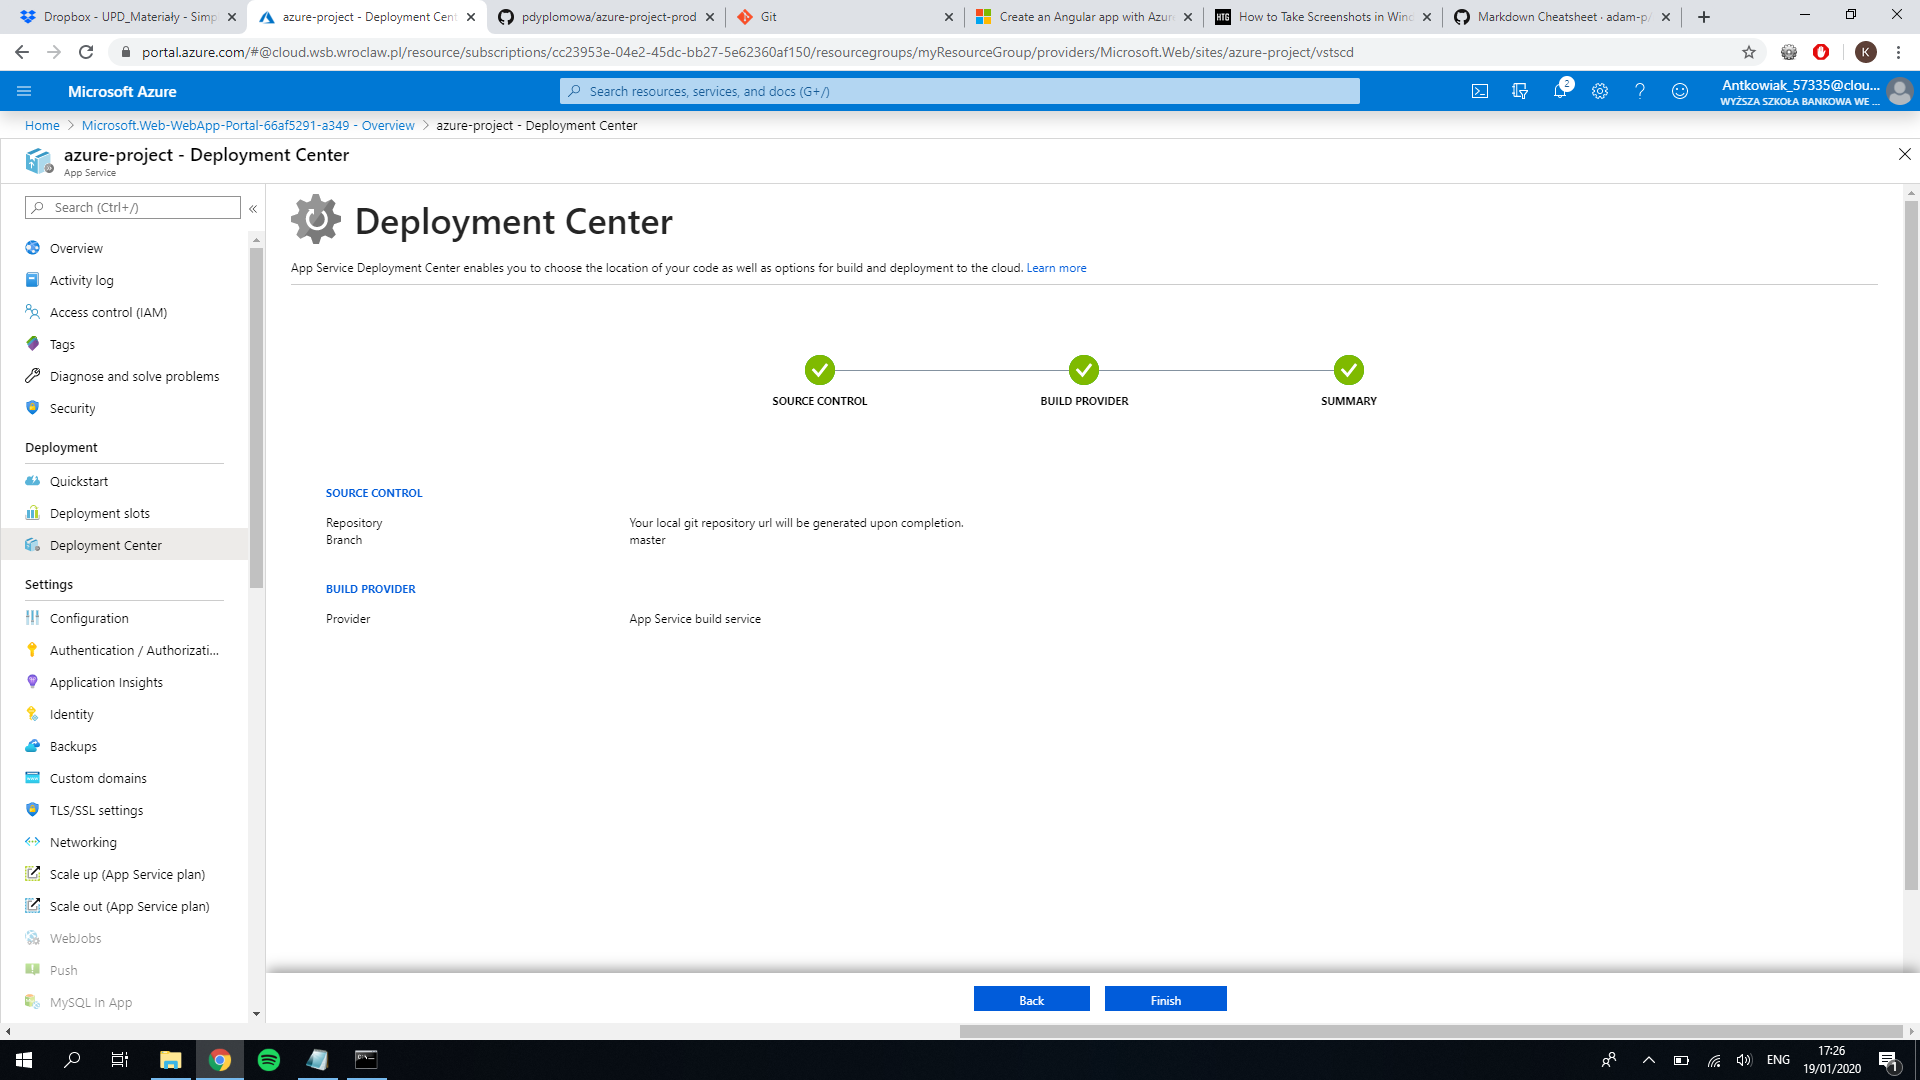 Dropbox - UPD_Materiały - Simpl
azure-project - Deployment Cent
pdyplomowa/azure-project-prod
Git
Create an Angular app with Azure
How to Take Screenshots in Wind
Markdown Cheatsheet · adam-p/
portal.azure.com/#@cloud.wsb.wroclaw.pl/resource/subscriptions/cc23953e-04e2-45dc-bb27-5e62360af150/resourcegroups/myResourceGroup/providers/Microsoft.Web/sites/azure-project/vstscd
K
Microsoft Azure
Search resources, services, and docs (G+/)
2
Antkowiak_57335@clou...
WYŻSZA SZKOŁA BANKOWA WE ...
Home > Microsoft.Web-WebApp-Portal-66af5291-a349 - Overview > azure-project - Deployment Center
azure-project - Deployment Center
App Service
Search (Ctrl+/)
Overview
Activity log
Access control (IAM)
Tags
Diagnose and solve problems
Security
Deployment
Quickstart
Deployment slots
Deployment Center
Settings
Configuration
Authentication / Authorizati...
Application Insights
Identity
Backups
Custom domains
TLS/SSL settings
Networking
Scale up (App Service plan)
Scale out (App Service plan)
WebJobs
Push
MySQL In App
Deployment Center
App Service Deployment Center enables you to choose the location of your code as well as options for build and deployment to the cloud. Learn more
SOURCE CONTROL
BUILD PROVIDER
SUMMARY
SOURCE CONTROL
Repository Your local git repository url will be generated upon completion.
Branch master
BUILD PROVIDER
Provider App Service build service
Back
Finish
ENG
17:26
19/01/2020
1